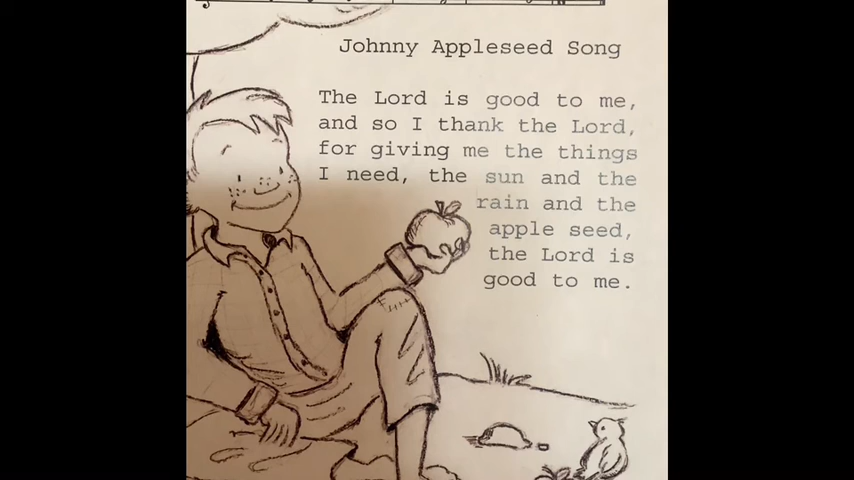 Johnny Appleseed Song
The Lord is good to me,
and so I thank the Lord,
for giving me the things
I need, the sun and the
rain and the
apple seed,
the Lord is
good to me.